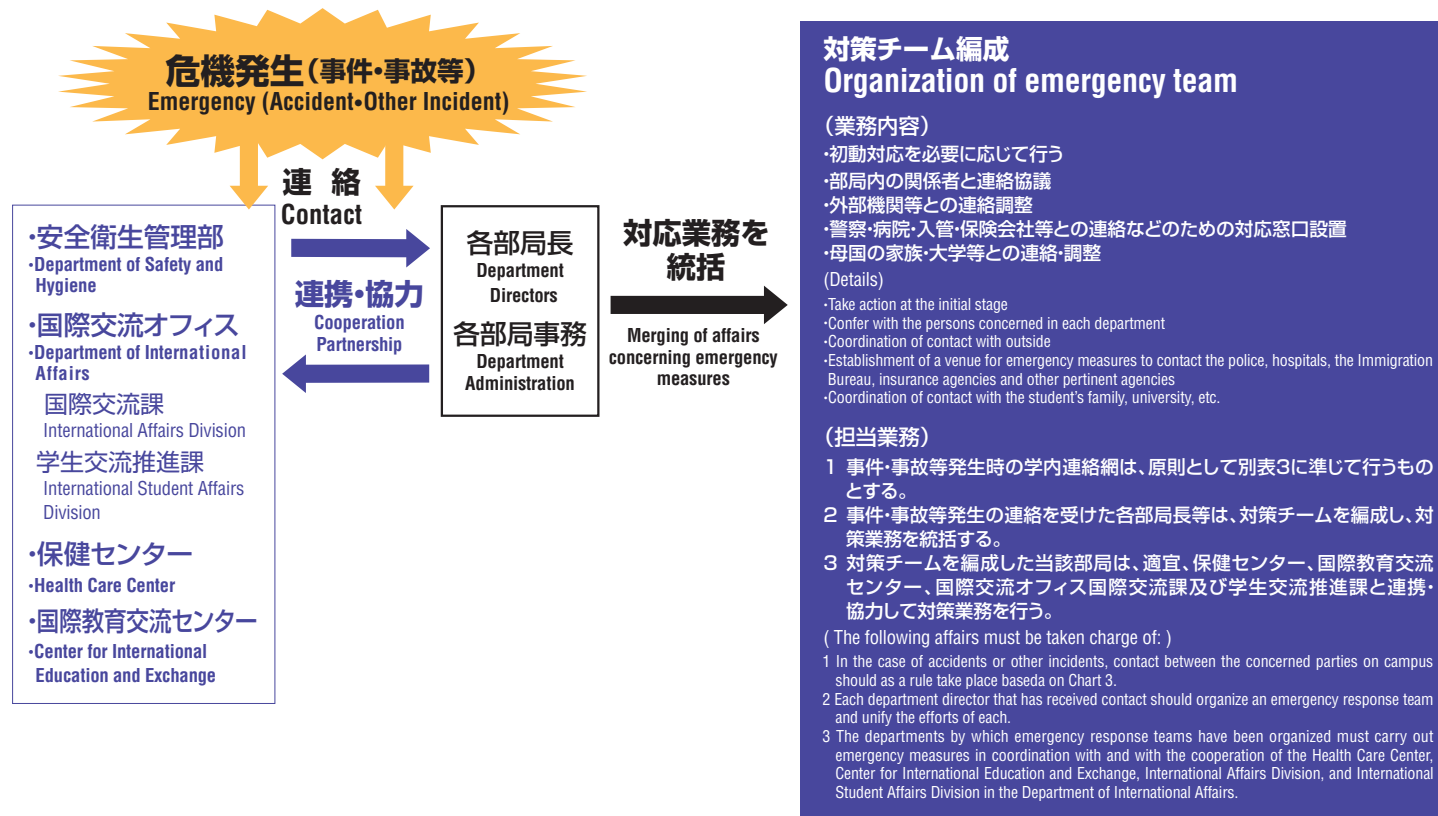 危機発生（事件・事故等）
Emergency (Accident•Other Incident)
連 絡
Contact
・安全衛生管理部
・Department of Safety and
Hygiene
・国際交流オフィス
・Department of International
Affairs
国際交流課
International Affairs Division
学生交流推進課
International Student Affairs
Division
・保健センター
・Health Care Center
・国際教育交流センター
・Center for International
Education and Exchange
連携・協力
Cooperation
Partnership
各部局長
Department
Directors
各部局事務
Department
Administration
対応業務を
統括
Merging of affairs
concerning emergency
measures
対策チーム編成
Organization of emergency team
（業務内容）
・初動対応を必要に応じて行う
・部局内の関係者と連絡協議
・外部機関等との連絡調整
・警察・病院・入管・保険会社等との連絡などのための対応窓口設置
・母国の家族・大学等との連絡・調整
(Details)
・Take action at the initial stage
・Confer with the persons concerned in each department
・Coordination of contact with outside
・Establishment of a venue for emergency measures to contact the police, hospitals, the Immigration
Bureau, insurance agencies and other pertinent agencies
・Coordination of contact with the student's family, university, etc.
（担当業務）
1 事件・事故等発生時の学内連絡網は、原則として別表3に準じて行うもの
とする。
2 事件・事故等発生の連絡を受けた各部局長等は、対策チームを編成し、対
策業務を統括する。
3 対策チームを編成した当該部局は、適宜、保健センター、国際教育交流
センター、国際交流オフィス国際交流課及び学生交流推進課と連携・
協力して対策業務を行う。
( The following affairs must be taken charge of: )
1 In the case of accidents or other incidents, contact between the concerned parties on campus
should as a rule take place baseda on Chart 3.
2 Each department director that has received contact should organize an emergency response team
and unify the efforts of each.
3 The departments by which emergency response teams have been organized must carry out
emergency measures in coordination with and with the cooperation of the Health Care Center,
Center for International Education and Exchange, International Affairs Division, and International
Student Affairs Division in the Department of International Affairs.